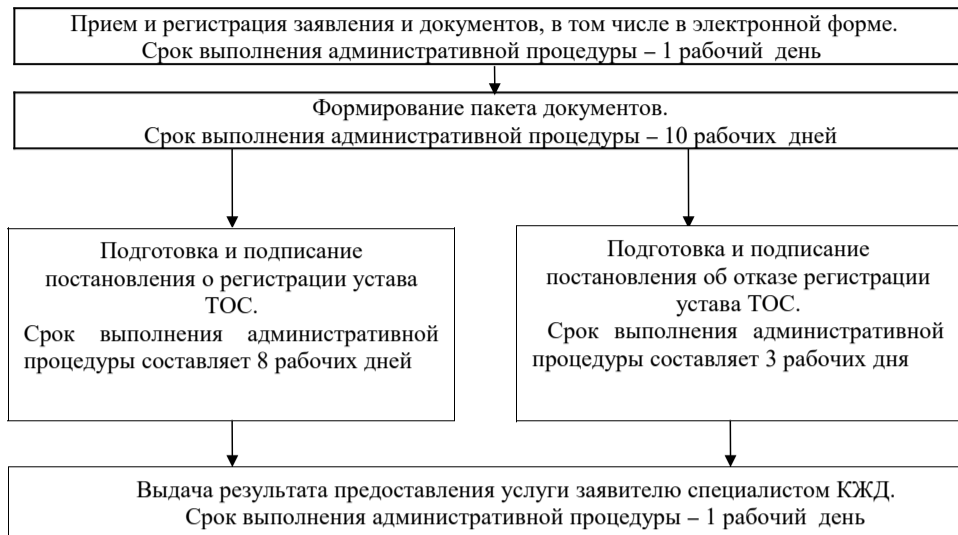 Прием и регистрация заявления и документов, в том числе в электронной форме.
Срок выполнения административной процедуры – 1 рабочий день
Формирование пакета документов.
Срок выполнения административной процедуры – 10 рабочих дней
Подготовка и подписание
постановления о регистрации устава
ТОС.
Срок выполнения административной
процедуры составляет 8 рабочих дней
Подготовка и подписание
постановления об отказе регистрации
устава ТОС.
Срок выполнения административной
процедуры составляет 3 рабочих дня
Выдача результата предоставления услуги заявителю специалистом КЖД.
Срок выполнения административной процедуры – 1 рабочий день